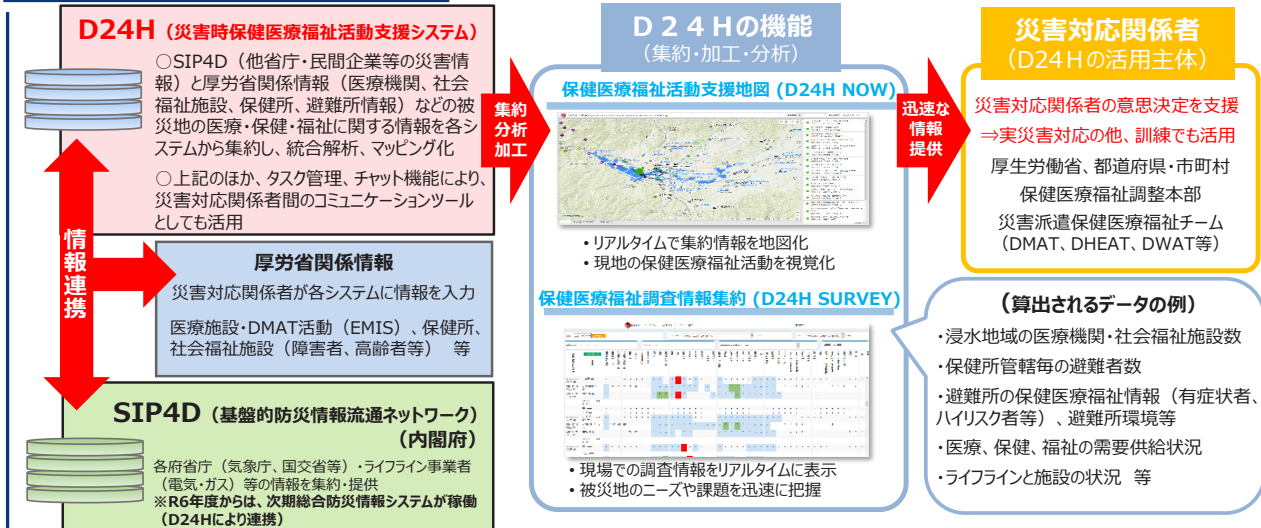 D24H（災害時保健医療福祉活動支援システム）
○SIP4D（他省庁・民間企業等の災害情
報）と厚労省関係情報（医療機関、社会
福祉施設、保健所、避難所情報）などの被
災地の医療・保健・福祉に関する情報を各シ
ステムから集約し、統合解析、マッピング化
○上記のほか、タスク管理、チャット機能により、
災害対応関係者間のコミュニケーションツール
としても活用
情報連携
厚労省関係情報
災害対応関係者が各システムに情報を入力
医療施設・DMAT活動（EMIS）、保健所、
社会福祉施設（障害者、高齢者等）　等
SIP4D（基盤的防災情報流通ネットワーク）
（内閣府）
各府省庁（気象庁、国交省等）・ライフライン事業者
（電気・ガス）等の情報を集約・提供
※R6年度からは、次期総合防災情報システムが稼働
（D24Hにより連携）
集約
分析
加工
Ｄ２４Ｈの機能
（集約・加工・分析）
保健医療福祉活動支援地図 (D24H NOW)
• リアルタイムで集約情報を地図化
• 現地の保健医療福祉活動を視覚化
保健医療福祉調査情報集約 (D24H SURVEY)
• 現場での調査情報をリアルタイムに表示
• 被災地のニーズや課題を迅速に把握
迅速な
情報
提供
災害対応関係者
（D24Ｈの活用主体）
災害対応関係者の意思決定を支援
⇒実災害対応の他、訓練でも活用
厚生労働省、都道府県・市町村
保健医療福祉調整本部
災害派遣保健医療福祉チーム
（DMAT、DHEAT、DWAT等）
（算出されるデータの例）
・浸水地域の医療機関・社会福祉施設数
・保健所管轄毎の避難者数
・避難所の保健医療福祉情報（有症状者、
ハイリスク者等）、避難所環境等
・医療、保健、福祉の需要供給状況
・ライフラインと施設の状況　等